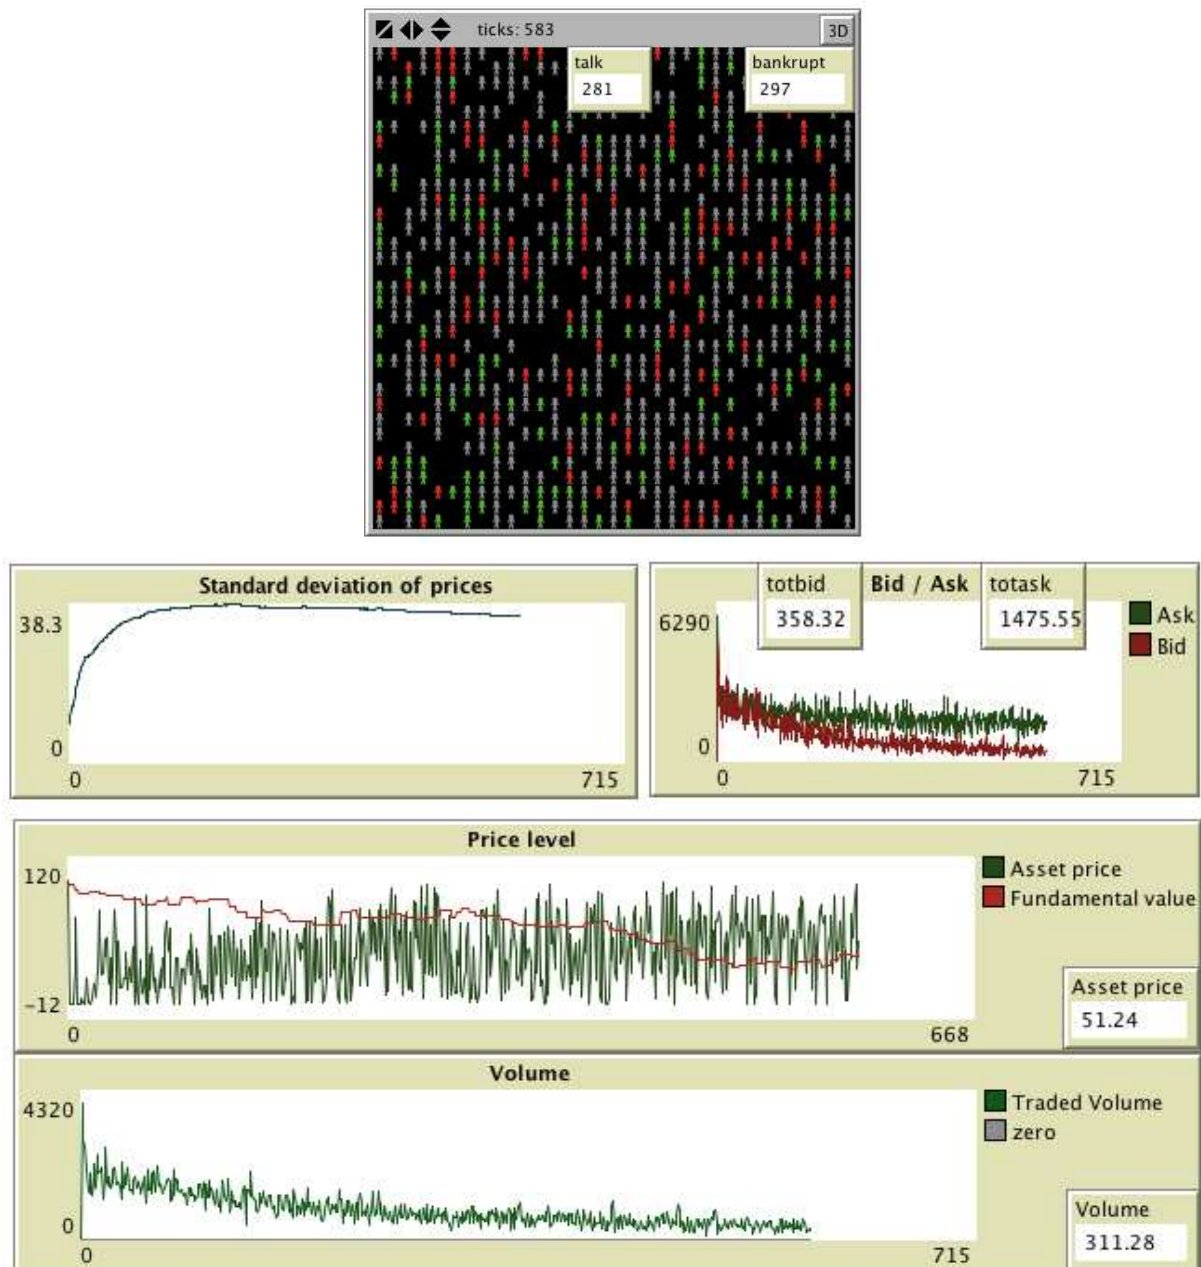 ticks: 583
3D
talk
281
bankrupt
297
Standard deviation of prices
38.3
0
0
715
Bid / Ask
totbid
358.32
totask
1475.55
6290
0
0
715
Ask
Bid
Price level
120
-12
0
668
Asset price
Fundamental value
Asset price
51.24
Volume
4320
0
0
715
Traded Volume
zero
Volume
311.28